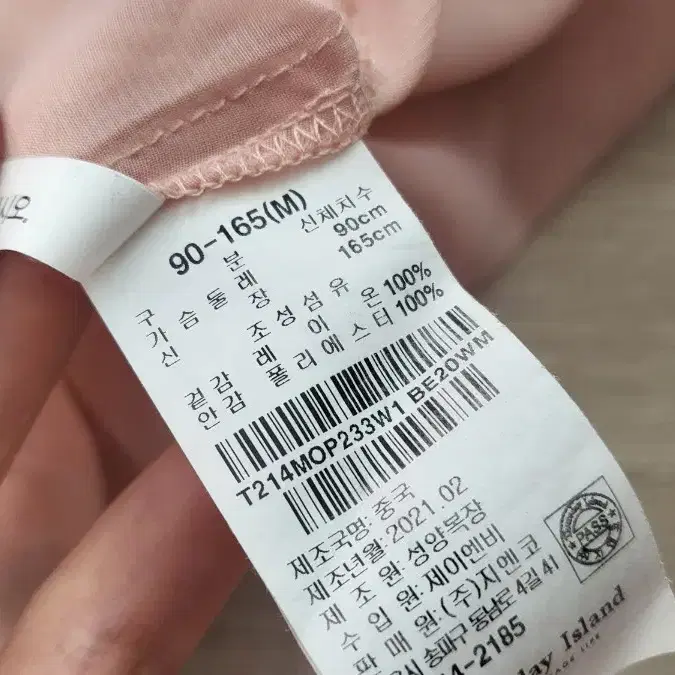 시오
90-165(M)
구 분 신체치수
가 슴 둘 레 90cm
신 장 165cm
조성섬유
겉감 레 이 온 100%
안감 폴리에스터 100%
T214MOP233W1 BE20WM
제조국명:중국
제조년월:2021.02
제 조 원:성양복장
수 입 원:제이엔비
판 매 원:(주)지엔코
송파구 동남로4길 41
4-2185
PASS
day Island